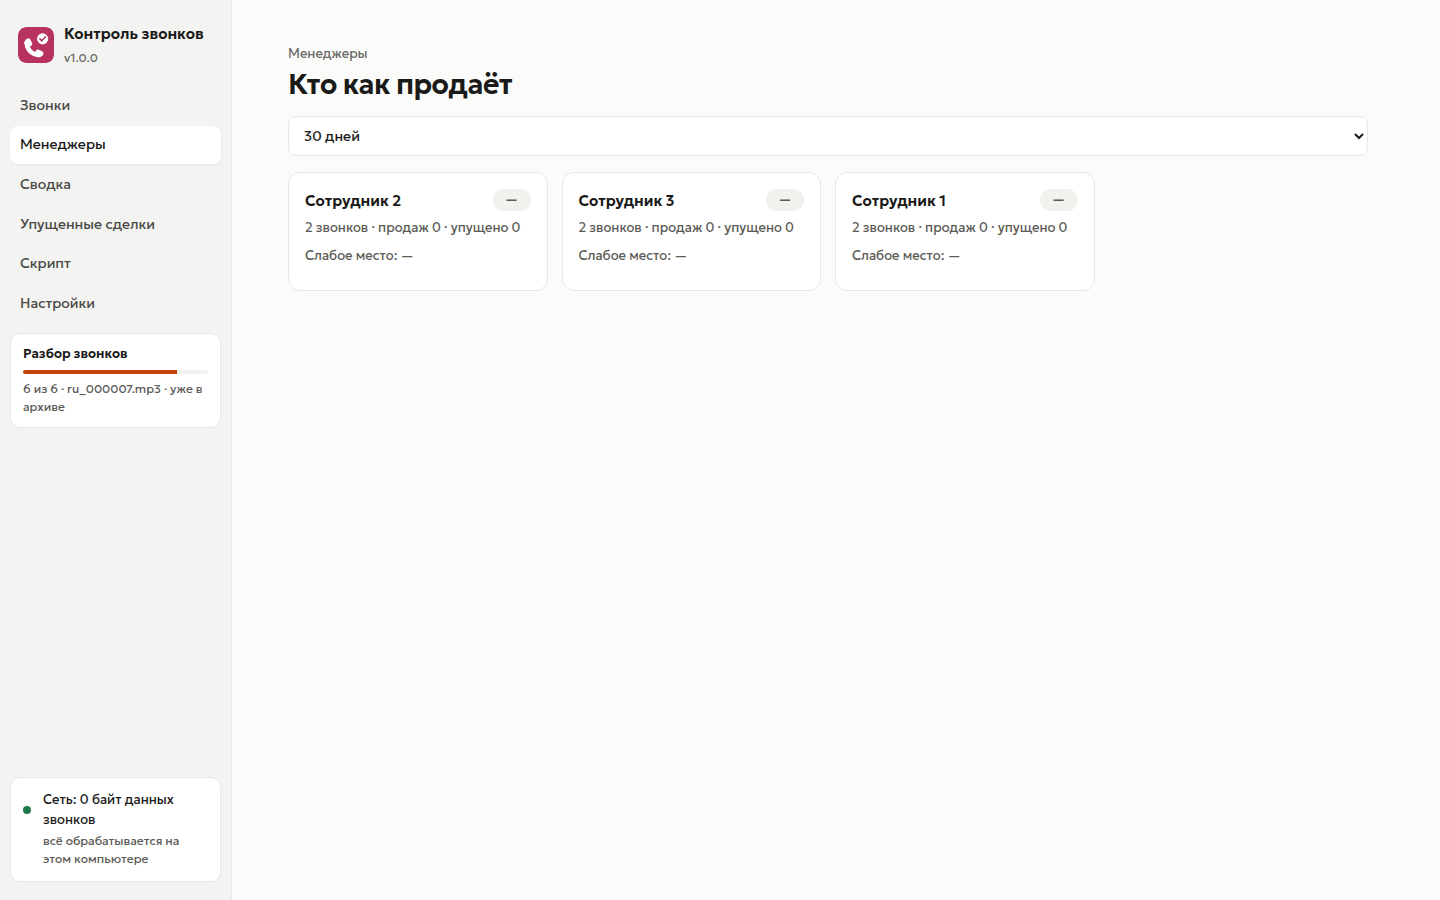 Контроль звонков
v1.0.0
Звонки
Менеджеры
Сводка
Упущенные сделки
Скрипт
Настройки
Разбор звонков
6 из 6 · ru_000007.mp3 · уже в
архиве
Сеть: 0 байт данных
звонков
всё обрабатывается на
этом компьютере
Менеджеры
Кто как продаёт
30 дней
Сотрудник 2 —
2 звонков · продаж 0 · упущено 0
Слабое место: —
Сотрудник 3 —
2 звонков · продаж 0 · упущено 0
Слабое место: —
Сотрудник 1 —
2 звонков · продаж 0 · упущено 0
Слабое место: —